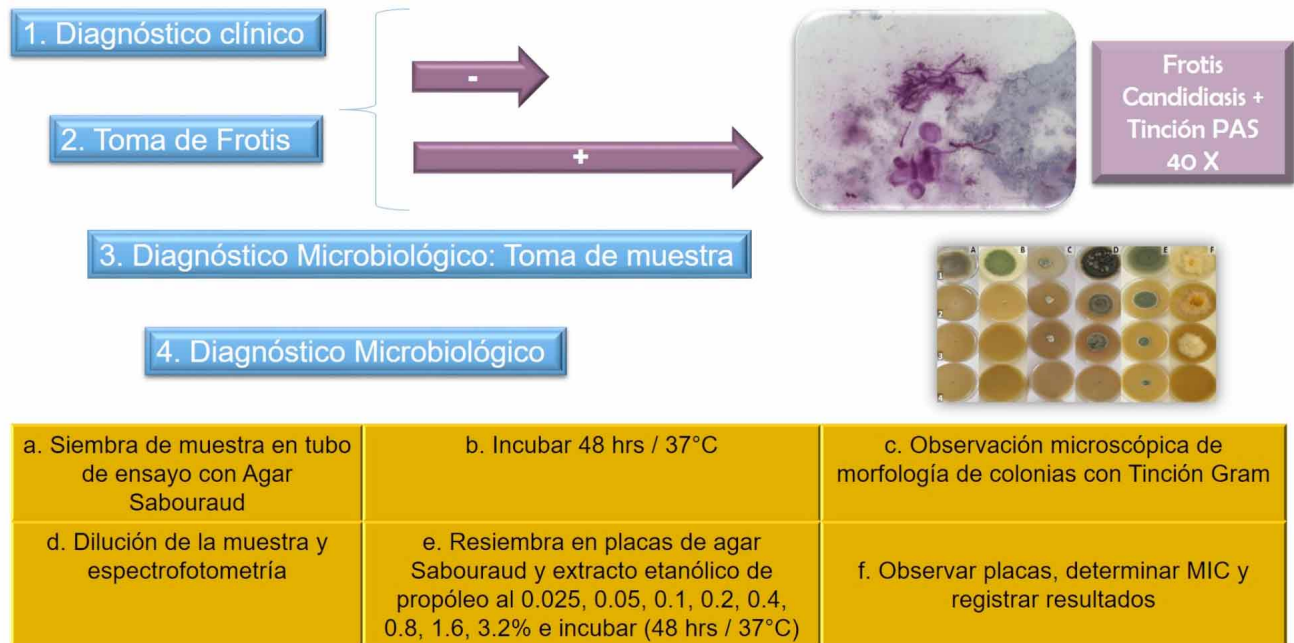 1. Diagnóstico clínico
2. Toma de Frotis
-
+
Frotis
Candidiasis +
Tinción PAS
40 X
3. Diagnóstico Microbiológico: Toma de muestra
4. Diagnóstico Microbiológico
A B C D E F
1
2
3
4
a. Siembra de muestra en tubo
de ensayo con Agar
Sabouraud
b. Incubar 48 hrs / 37°C
c. Observación microscópica de
morfología de colonias con Tinción Gram
d. Dilución de la muestra y
espectrofotometría
e. Resiembra en placas de agar
Sabouraud y extracto etanólico de
propóleo al 0.025, 0.05, 0.1, 0.2, 0.4,
0.8, 1.6, 3.2% e incubar (48 hrs / 37°C)
f. Observar placas, determinar MIC y
registrar resultados